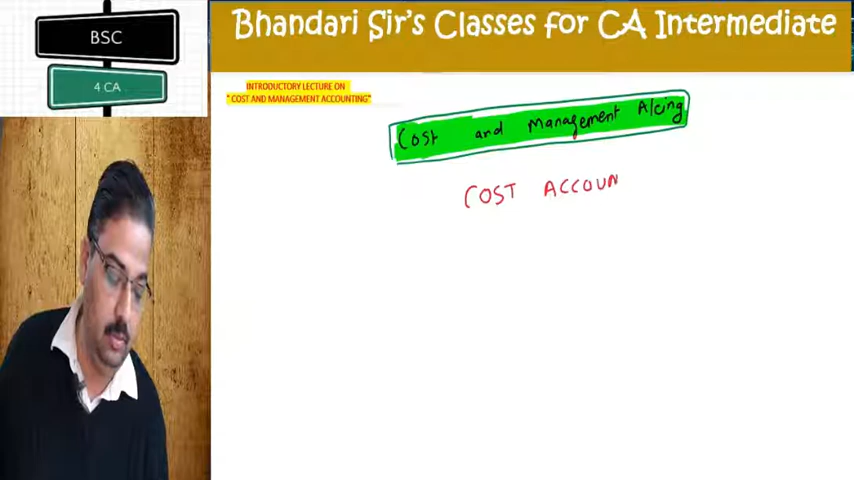 BSC
4 CA
Bhandari Sir's Classes for CA Intermediate
INTRODUCTORY LECTURE ON
" COST AND MANAGEMENT ACCOUNTING"
Cost and Management A/cing
COST ACCOUN